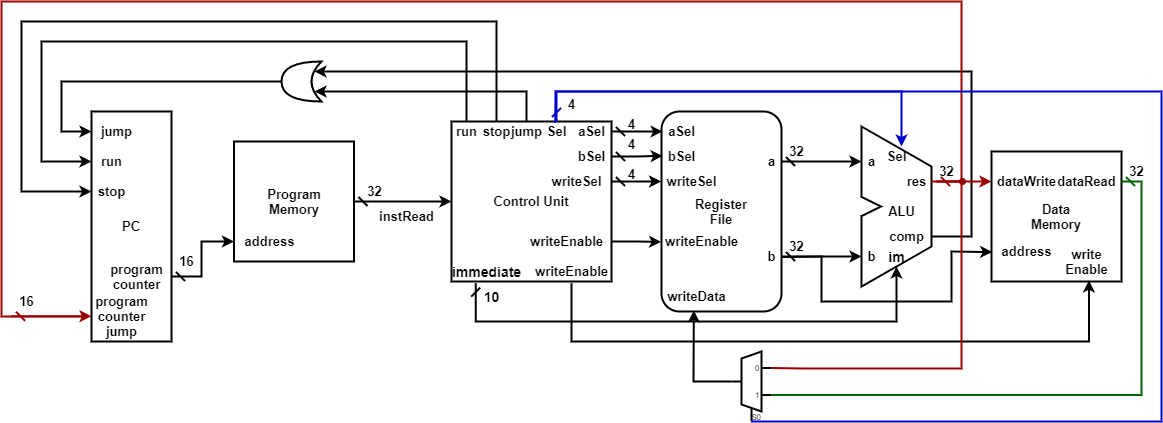 jump
run
stop
PC
program
counter
program
counter
jump
16
16
Program
Memory
address
32
instRead
run
stop
jump
Sel
aSel
bSel
writeSel
Control Unit
writeEnable
immediate
writeEnable
10
4
4
4
4
aSel
bSel
writeSel
Register
File
writeEnable
writeData
a
b
32
32
a
Sel
res
ALU
comp
b
im
32
dataWrite
dataRead
Data
Memory
address
write
Enable
32
0
1
S0